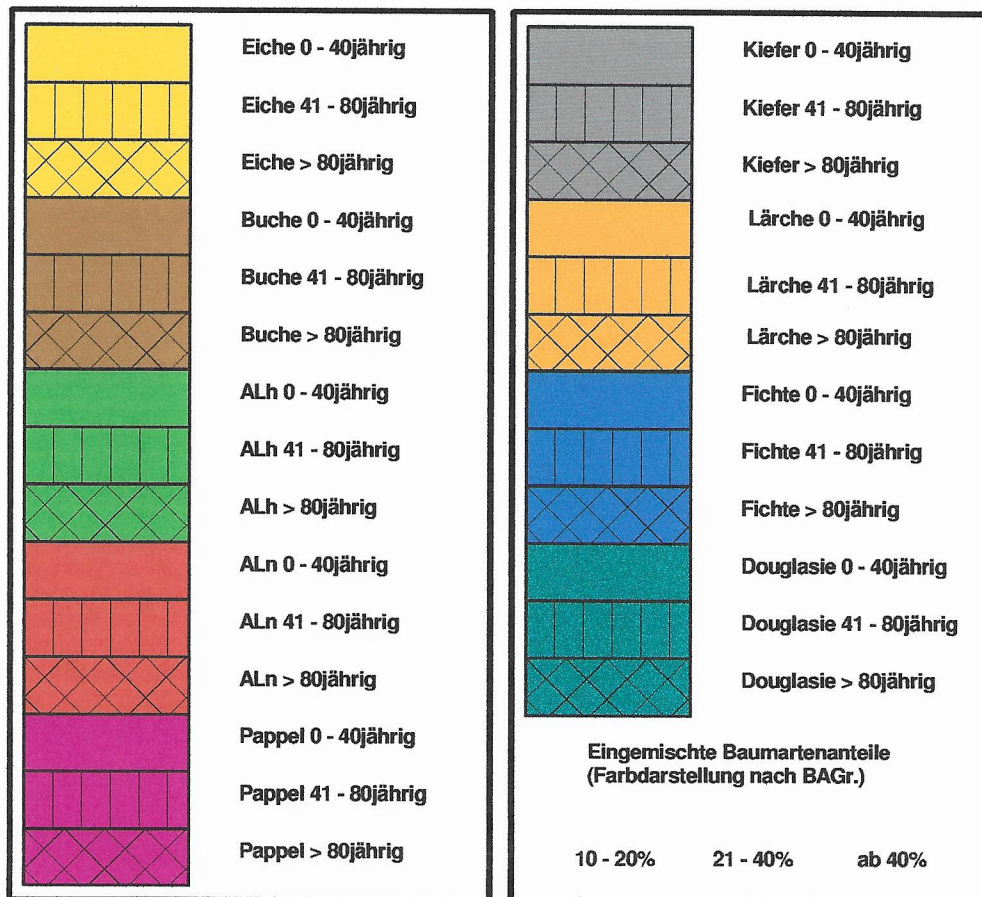 Eiche 0 - 40jährig
Eiche 41 - 80jährig
Eiche > 80jährig
Buche 0 - 40jährig
Buche 41 - 80jährig
Buche > 80jährig
ALh 0 - 40jährig
ALh 41 - 80jährig
ALh > 80jährig
ALn 0 - 40jährig
ALn 41 - 80jährig
ALn > 80jährig
Pappel 0 - 40jährig
Pappel 41 - 80jährig
Pappel > 80jährig
Kiefer 0 - 40jährig
Kiefer 41 - 80jährig
Kiefer > 80jährig
Lärche 0 - 40jährig
Lärche 41 - 80jährig
Lärche > 80jährig
Fichte 0 - 40jährig
Fichte 41 - 80jährig
Fichte > 80jährig
Douglasie 0 - 40jährig
Douglasie 41 - 80jährig
Douglasie > 80jährig
Eingemischte Baumartenanteile
(Farbdarstellung nach BAGr.)
10 - 20% 21 - 40% ab 40%